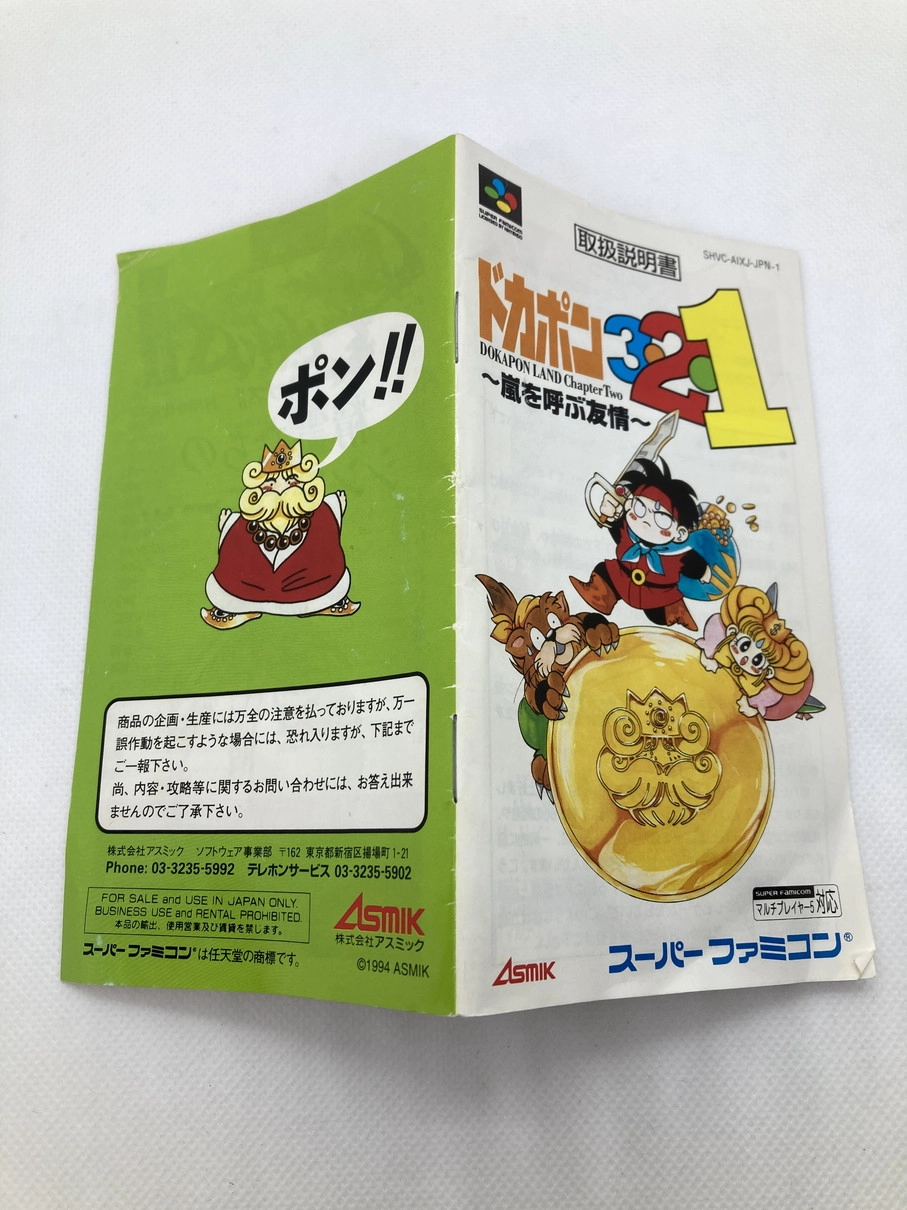 ポン!!
商品の企画・生産には万全の注意を払っておりますが、万一
誤作動を起こすような場合には、恐れ入りますが、下記まで
ご一報下さい。
尚、内容・攻略等に関するお問い合わせには、お答え出来
ませんのでご了承下さい。
株式会社アスミック ソフトウェア事業部 〒162 東京都新宿区揚場町1-21
Phone: 03-3235-5992 テレホンサービス 03-3235-5902
FOR SALE and USE IN JAPAN ONLY.
BUSINESS USE and RENTAL PROHIBITED.
本品の輸出、使用営業及び賃貸を禁じます。
スーパーファミコン®は任天堂の商標です。
ASMIK
株式会社アスミック
©1994 ASMIK
SUPER FAMICOM
LICENSED BY NINTENDO
取扱説明書
SHVC-AIXJ-JPN-1
ドカポン3・2・1
DOKAPON LAND Chapter Two
〜嵐を呼ぶ友情〜
SUPER FAMICOM
マルチプレイヤー5対応
ASMIK
スーパーファミコン®